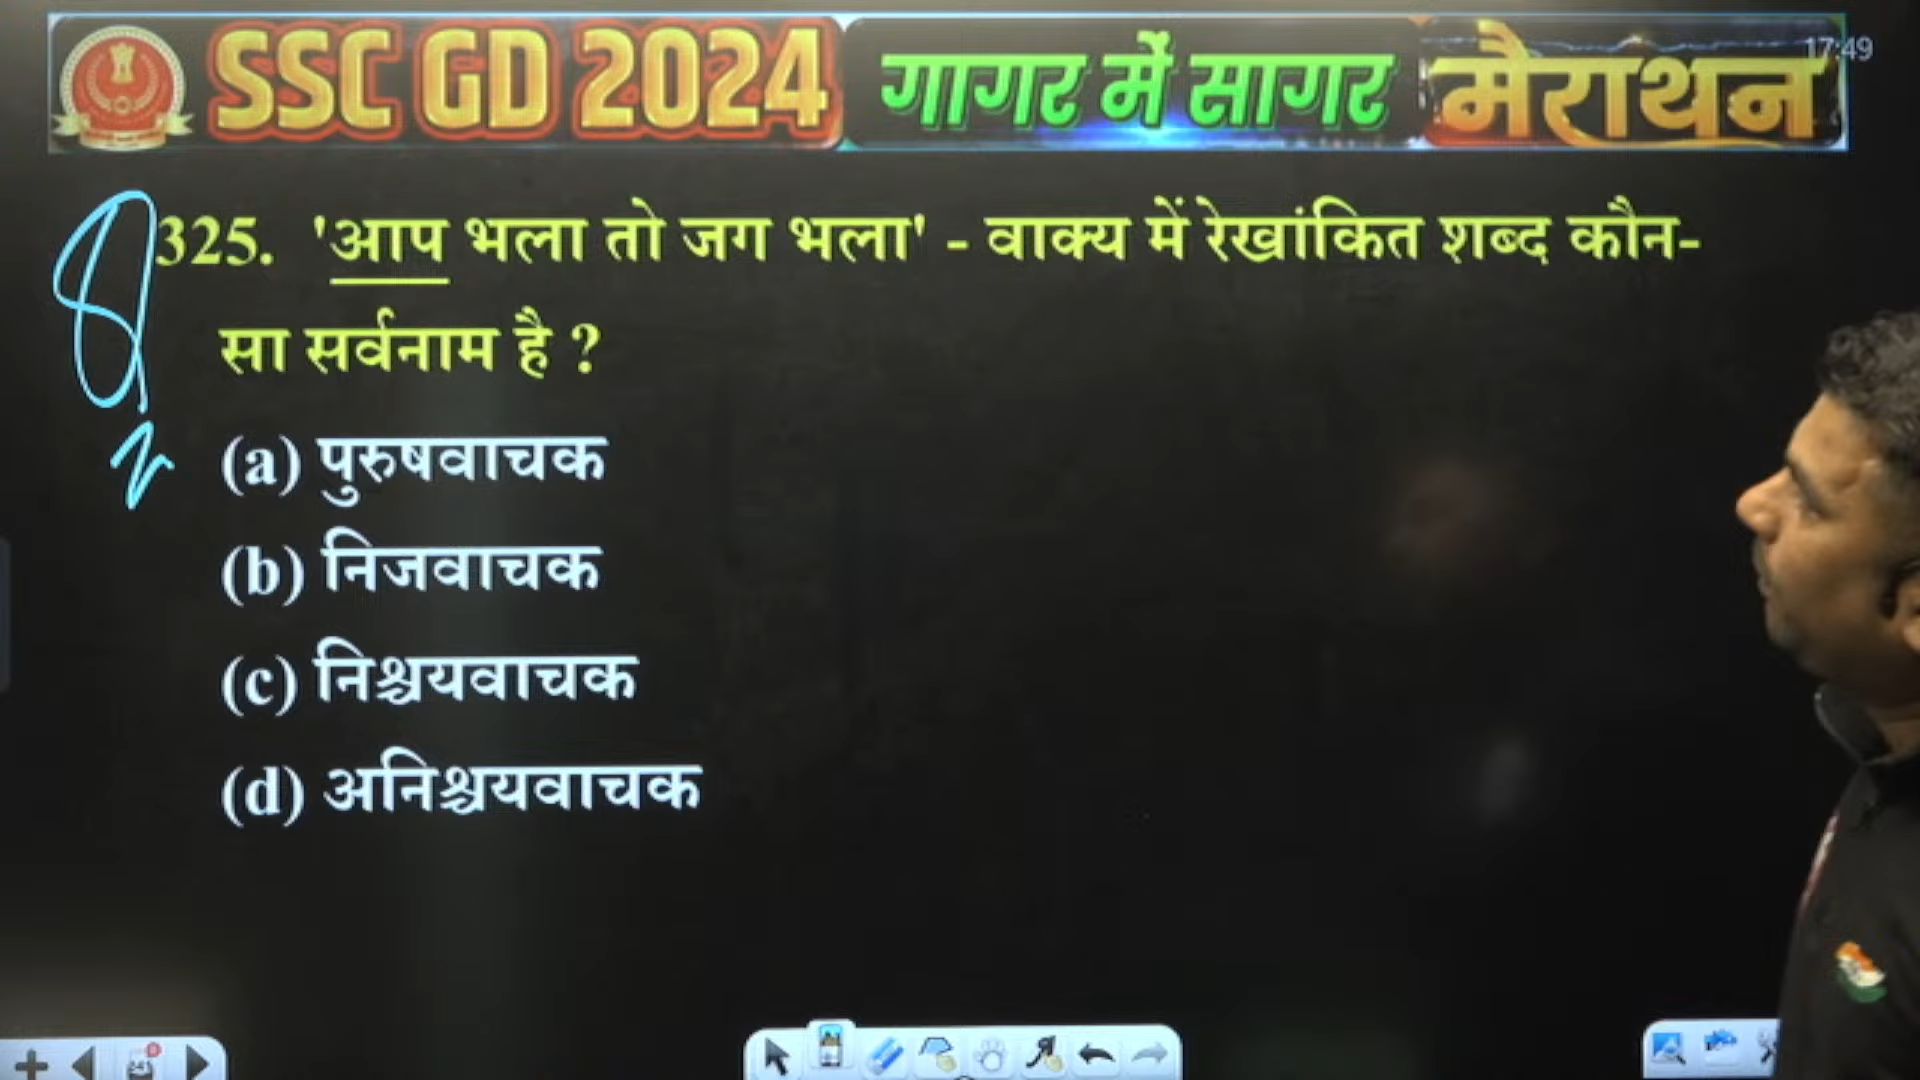 SSC GD 2024 गागर में सागर मैराथन
17:49
325. 'आप भला तो जग भला' - वाक्य में रेखांकित शब्द कौन-
सा सर्वनाम है ?
(a) पुरुषवाचक
(b) निजवाचक
(c) निश्चयवाचक
(d) अनिश्चयवाचक